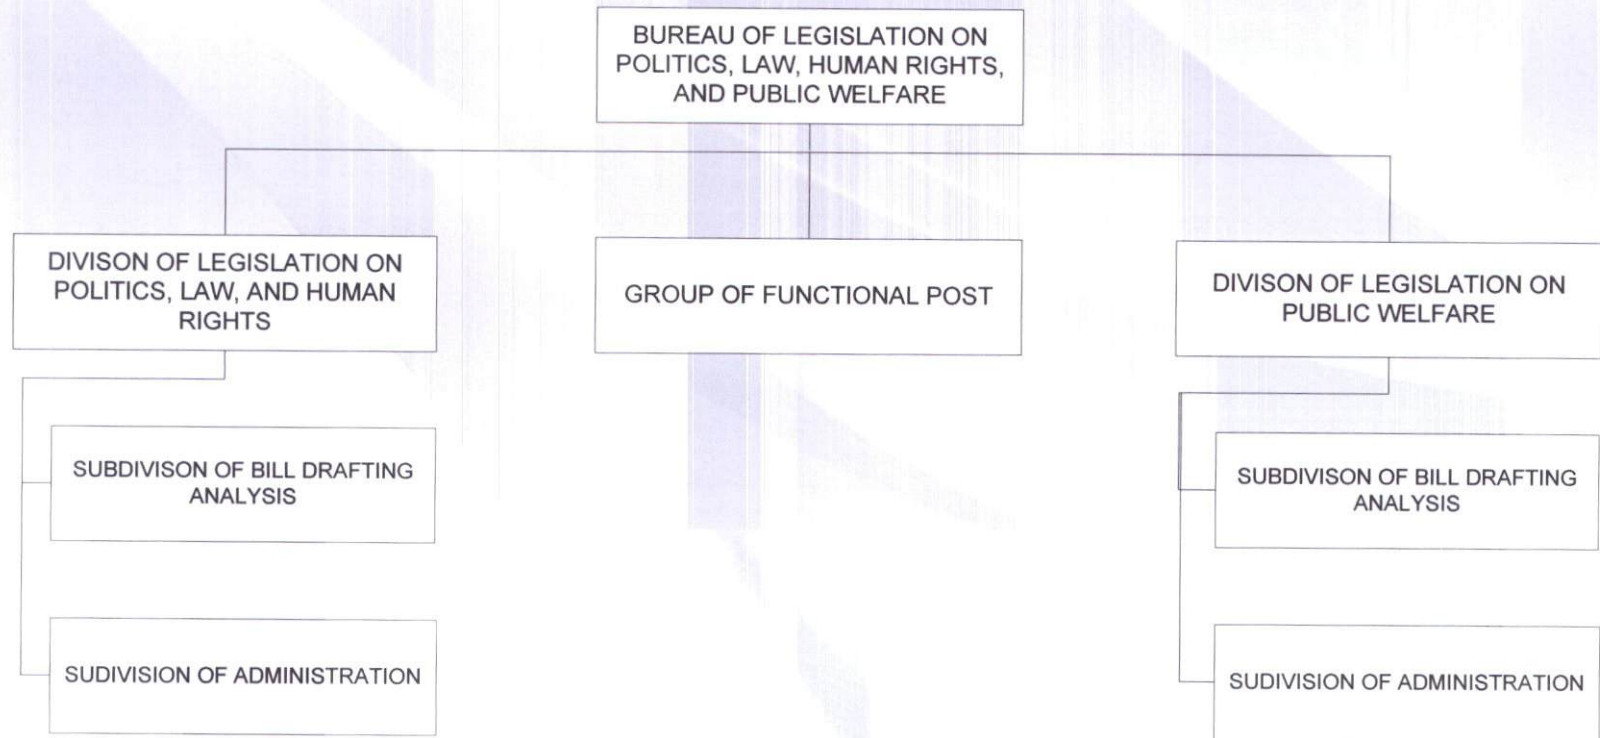 BUREAU OF LEGISLATION ON
POLITICS, LAW, HUMAN RIGHTS,
AND PUBLIC WELFARE
DIVISON OF LEGISLATION ON
POLITICS, LAW, AND HUMAN
RIGHTS
GROUP OF FUNCTIONAL POST
DIVISON OF LEGISLATION ON
PUBLIC WELFARE
SUBDIVISON OF BILL DRAFTING
ANALYSIS
SUBDIVISON OF BILL DRAFTING
ANALYSIS
SUDIVISION OF ADMINISTRATION
SUDIVISION OF ADMINISTRATION